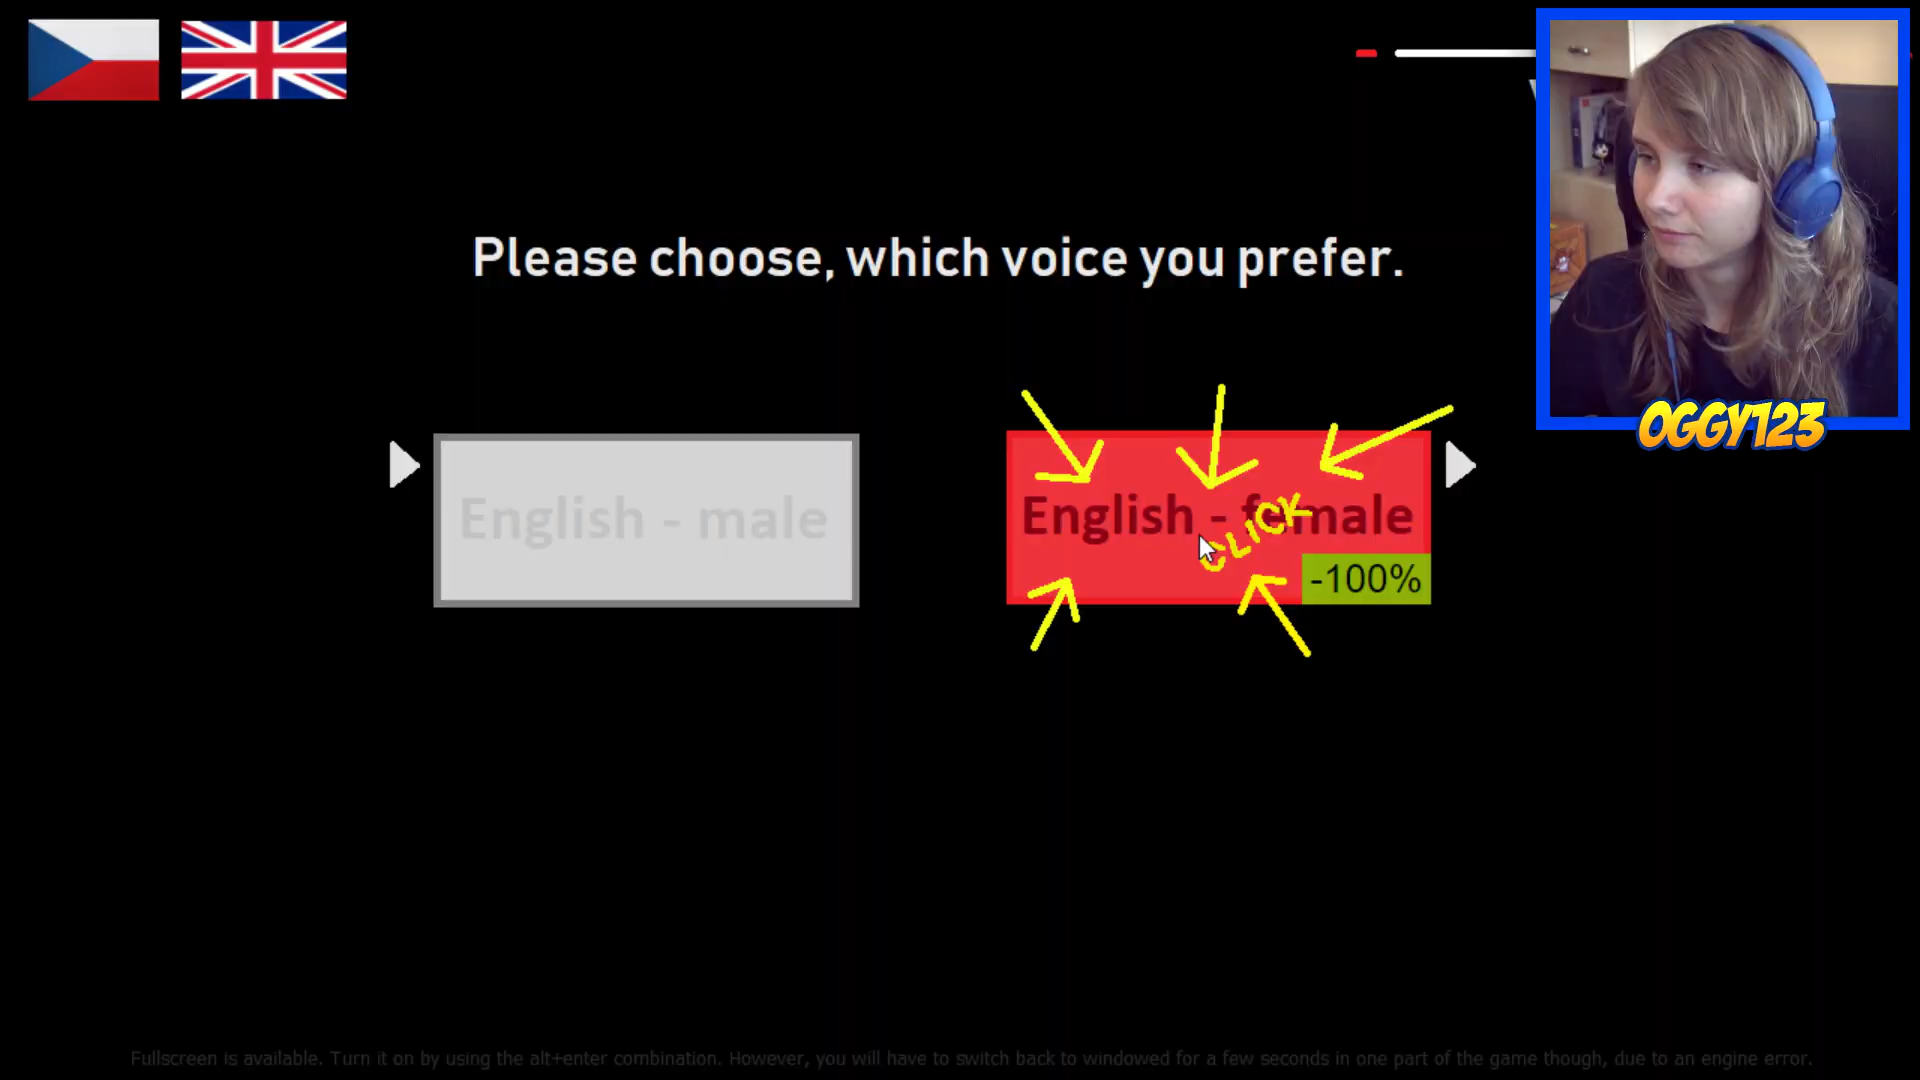 Please choose, which voice you prefer.
OGGY123
English - male
English - female
CLICK
-100%
Fullscreen is available. Turn it on by using the alt+enter combination. However, you will have to switch back to windowed for a few seconds in one part of the game though, due to an engine error.